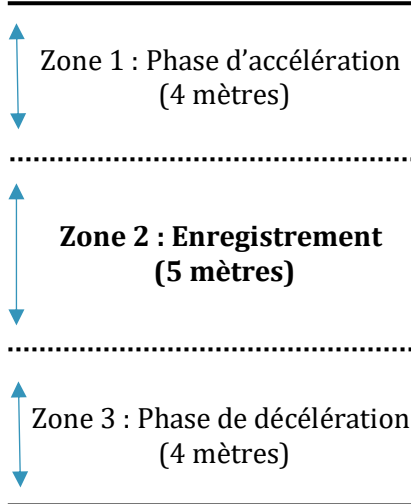 Zone 1 : Phase d’accélération
(4 mètres)
Zone 2 : Enregistrement
(5 mètres)
Zone 3 : Phase de décélération
(4 mètres)